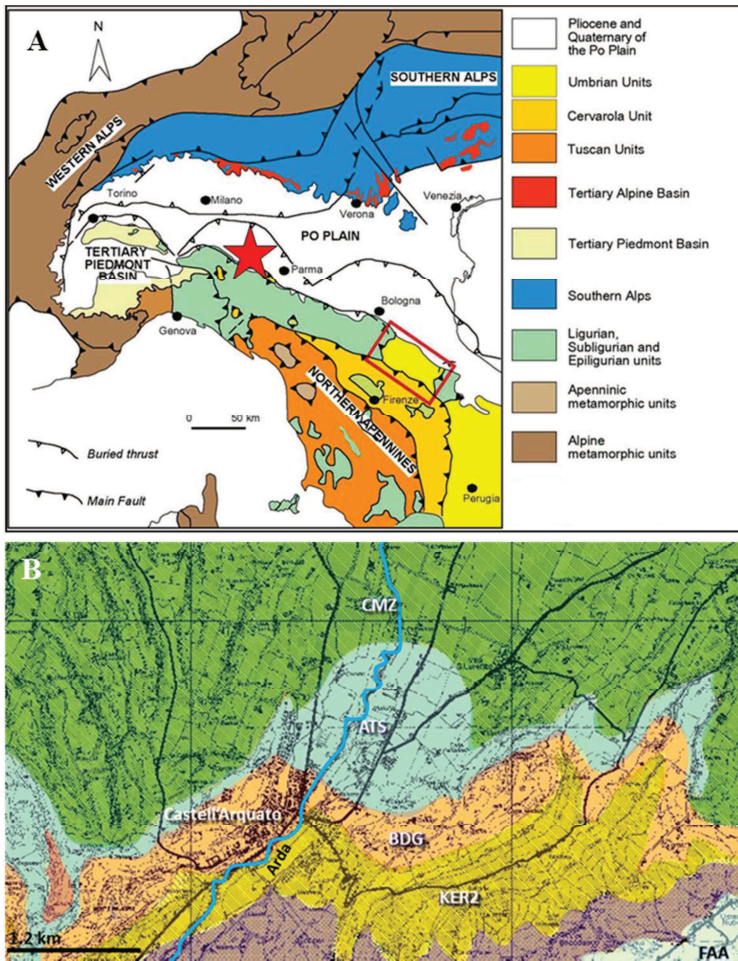 A
N
SOUTHERN ALPS
WESTERN ALPS
Torino
Milano
Verona
Venezia
PO PLAIN
TERTIARY
PIEDMONT
BASIN
Parma
Bologna
Genova
NORTHERN APENNINES
Firenze
0 50 km
Buried thrust
Main Fault
Perugia
Pliocene and
Quaternary of
the Po Plain
Umbrian Units
Cervarola Unit
Tuscan Units
Tertiary Alpine
Basin
Tertiary Piedmont
Basin
Southern Alps
Ligurian,
Subligurian and
Epiligurian units
Apenninic
metamorphic units
Alpine
metamorphic units
B
CMZ
ATS
Castell'Arquato
BDG
Arda
KER2
1.2 km
FAA